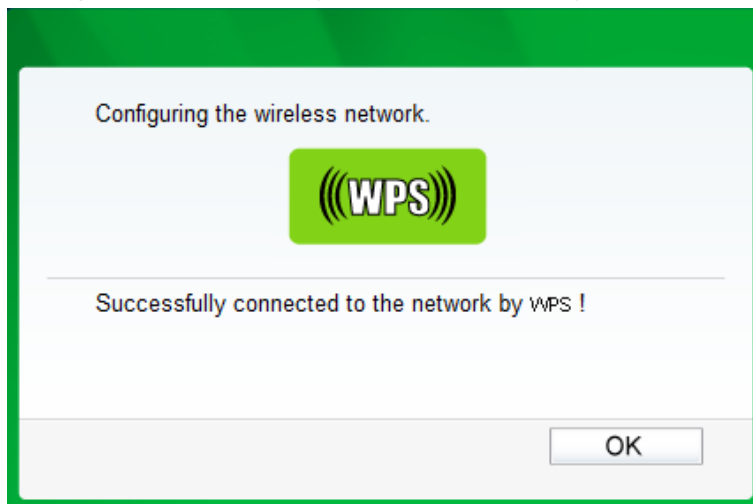 Configuring the wireless network.
(((WPS)))
Successfully connected to the network by WPS !
OK